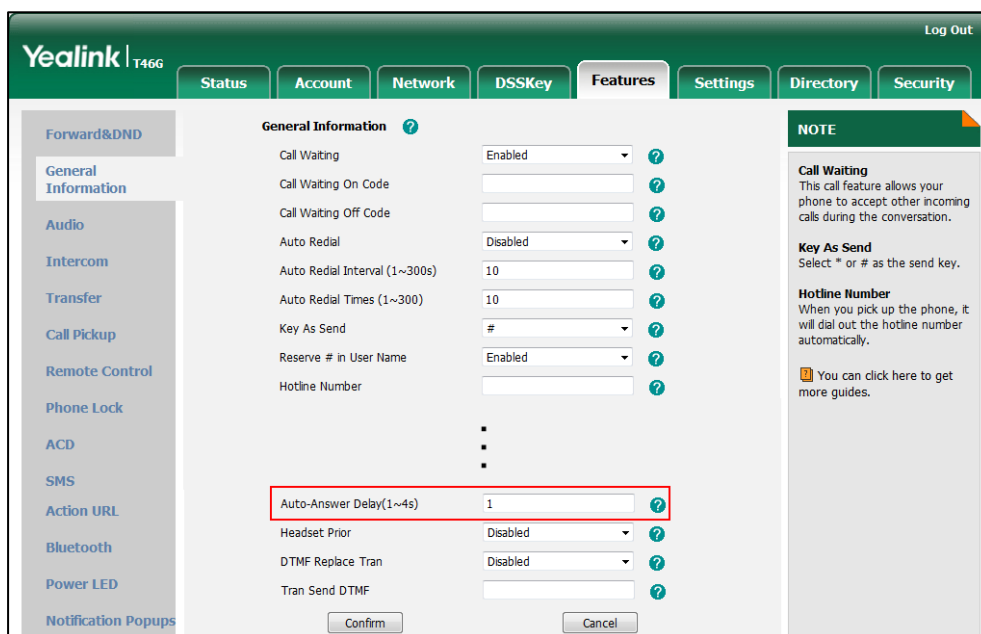 Log Out
Yealink T46G
Status Account Network DSSKey Features Settings Directory Security
Forward&DND
General
Information
Audio
Intercom
Transfer
Call Pickup
Remote Control
Phone Lock
ACD
SMS
Action URL
Bluetooth
Power LED
Notification Popups
General Information ?
Call Waiting Enabled ?
Call Waiting On Code ?
Call Waiting Off Code ?
Auto Redial Disabled ?
Auto Redial Interval (1~300s) 10 ?
Auto Redial Times (1~300) 10 ?
Key As Send # ?
Reserve # in User Name Enabled ?
Hotline Number ?
Auto-Answer Delay(1~4s) 1 ?
Headset Prior Disabled ?
DTMF Replace Tran Disabled ?
Tran Send DTMF ?
Confirm Cancel
NOTE
Call Waiting
This call feature allows your
phone to accept other incoming
calls during the conversation.
Key As Send
Select * or # as the send key.
Hotline Number
When you pick up the phone, it
will dial out the hotline number
automatically.
? You can click here to get
more guides.